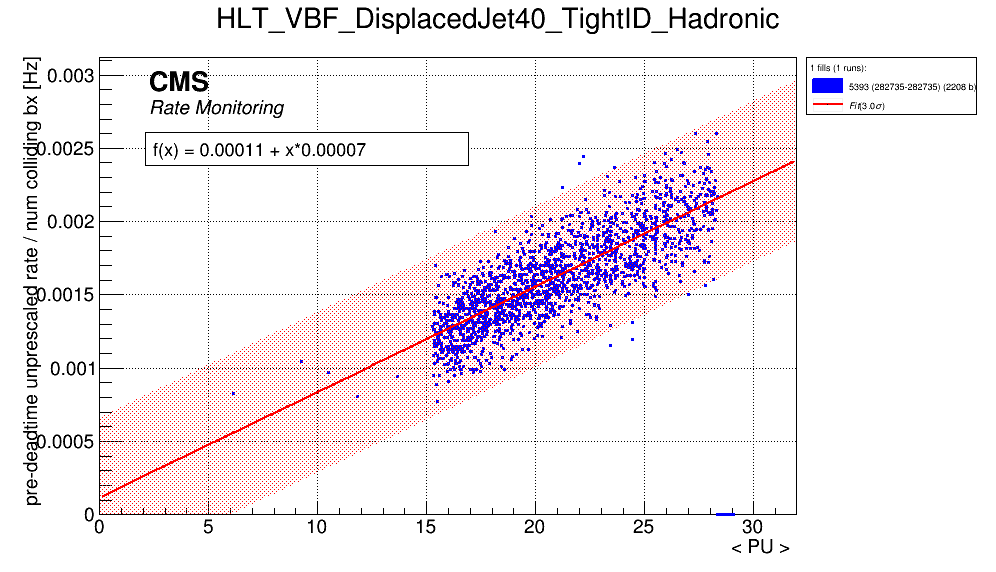 HLT_VBF_DisplacedJet40_TightID_Hadronic
pre-deadtime unprescaled rate / num colliding bx [Hz]
0.003
0.0025
0.002
0.0015
0.001
0.0005
0
CMS
Rate Monitoring
f(x) = 0.00011 + x*0.00007
0 5 10 15 20 25 30
< PU >
1 fills (1 runs):
5393 (282735-282735) (2208 b)
Fit(3.0σ)